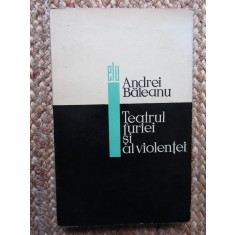 elu
Andrei
Băleanu
Teatrul
furiei
și
al violenței